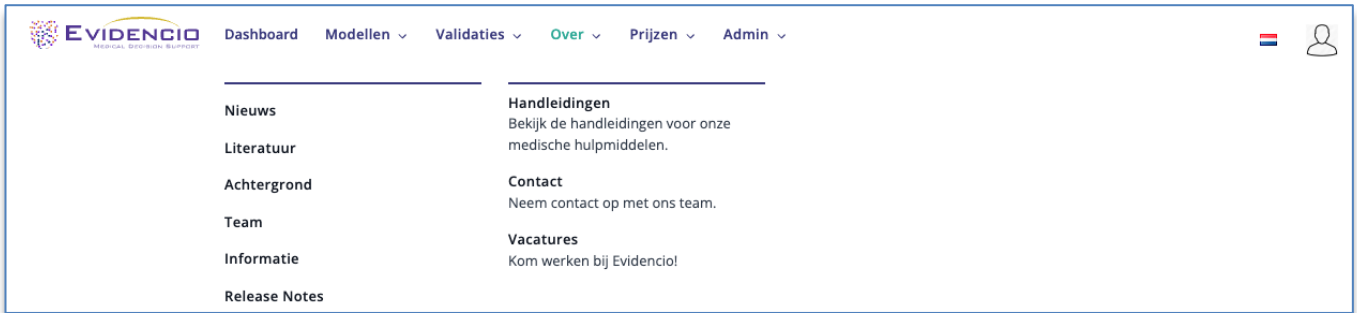 EVIDENCIO
MEDICAL DECISION SUPPORT
Dashboard Modellen Validaties Over Prijzen Admin
Nieuws
Literatuur
Achtergrond
Team
Informatie
Release Notes
Handleidingen
Bekijk de handleidingen voor onze
medische hulpmiddelen.
Contact
Neem contact op met ons team.
Vacatures
Kom werken bij Evidencio!